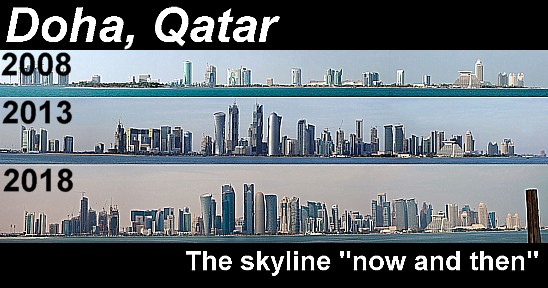 Doha, Qatar
2008
2013
2018
The skyline "now and then"